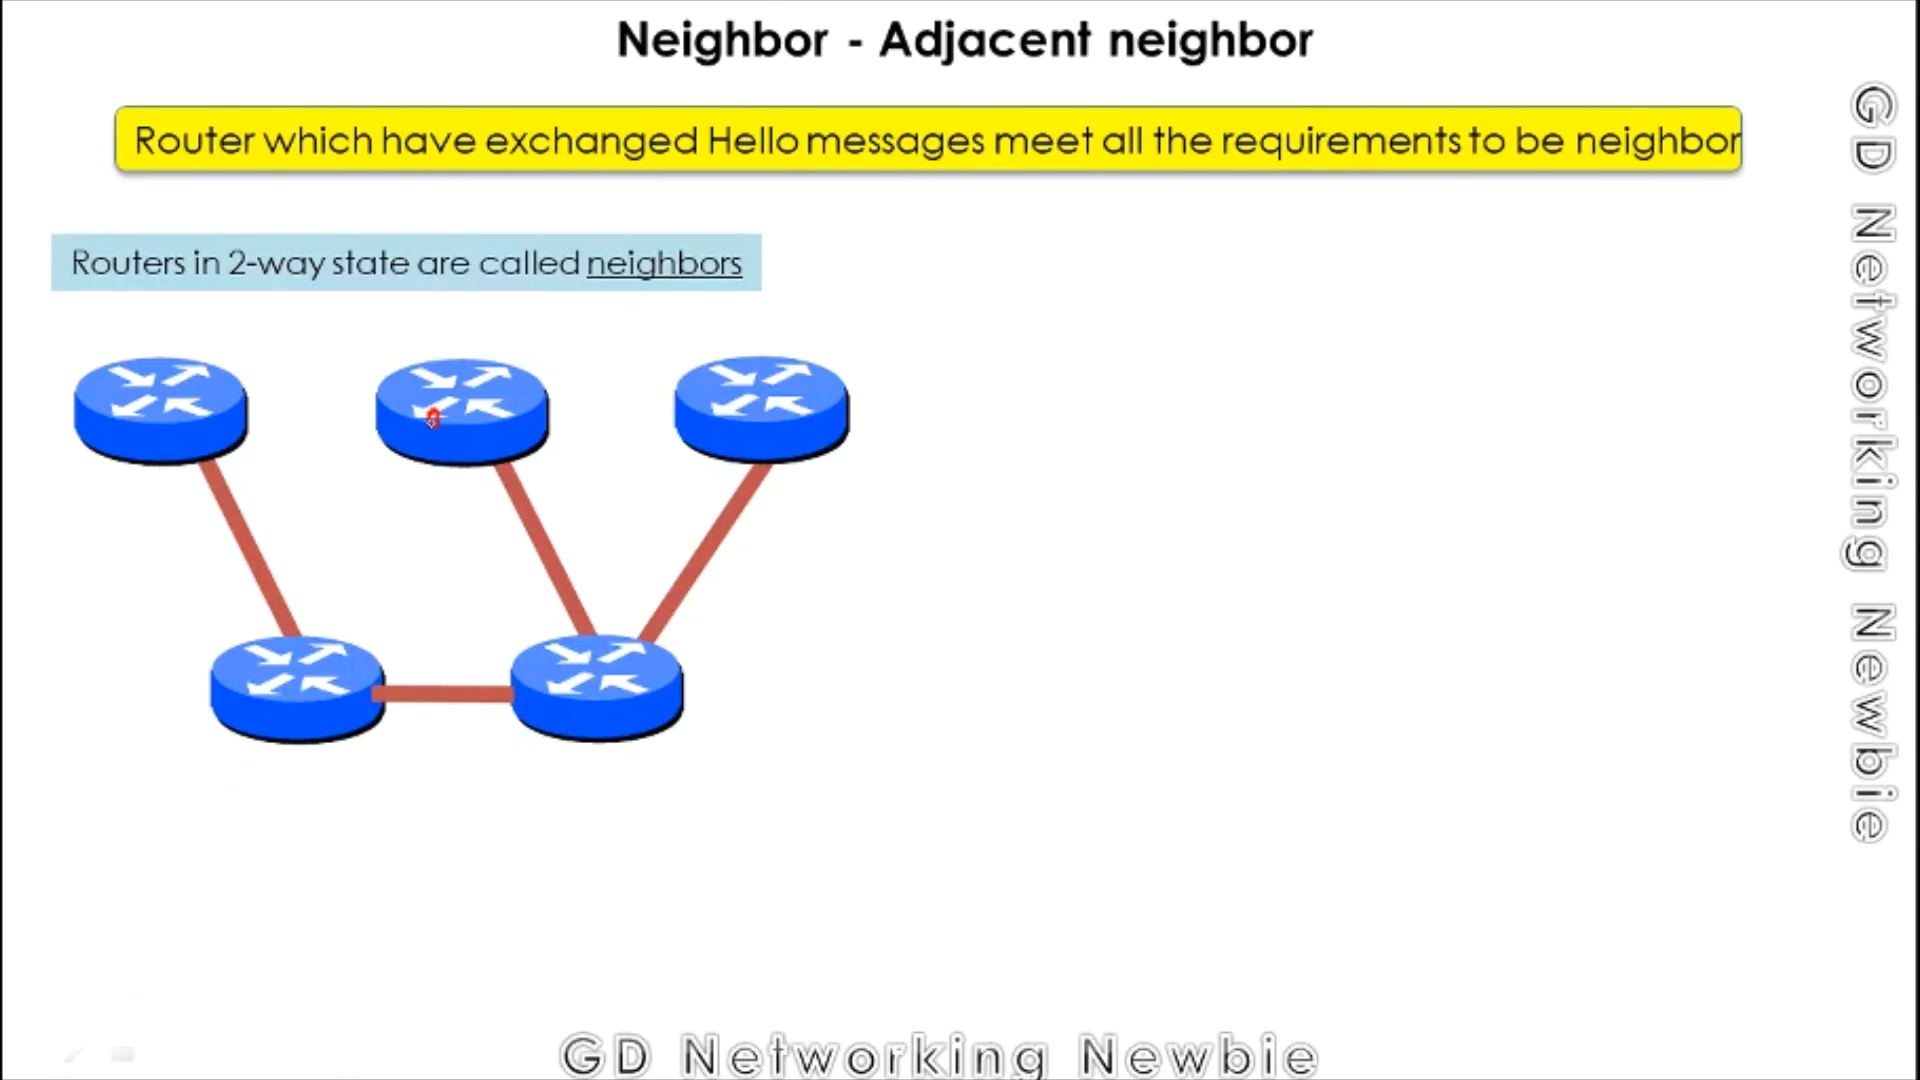 Neighbor - Adjacent neighbor
Router which have exchanged Hello messages meet all the requirements to be neighbor
Routers in 2-way state are called neighbors
GD Networking Newbie
GD Networking Newbie